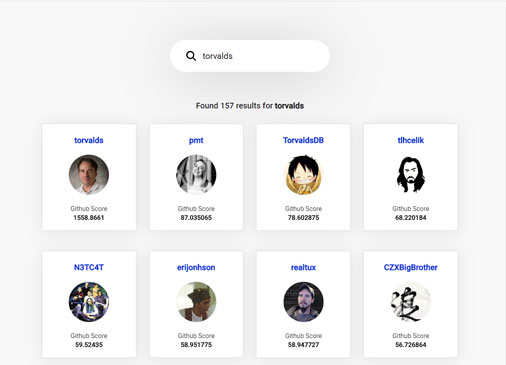 torvalds
Found 157 results for torvalds
torvalds
pmt
TorvaldsDB
tlhcelik
Github Score
1558.8661
Github Score
87.035065
Github Score
78.602875
Github Score
68.220184
N3TC4T
erijonhson
realtux
CZXBigBrother
Github Score
59.52435
Github Score
58.951775
Github Score
58.947727
Github Score
56.726864